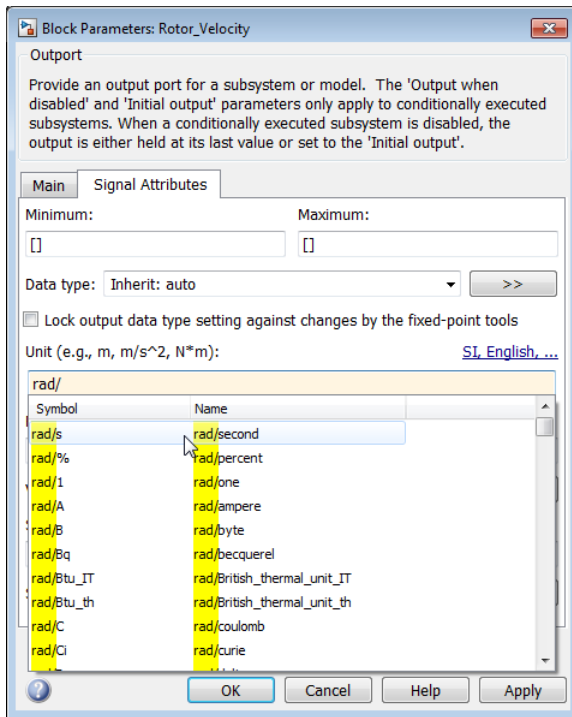 Block Parameters: Rotor_Velocity
Outport
Provide an output port for a subsystem or model. The 'Output when
disabled' and 'Initial output' parameters only apply to conditionally executed
subsystems. When a conditionally executed subsystem is disabled, the
output is either held at its last value or set to the 'Initial output'.
Main Signal Attributes
Minimum: Maximum:
[] []
Data type: Inherit: auto >>
Lock output data type setting against changes by the fixed-point tools
Unit (e.g., m, m/s^2, N*m): SI, English, ...
rad/
Symbol Name
rad/s rad/second
rad/% rad/percent
rad/1 rad/one
rad/A rad/ampere
rad/B rad/byte
rad/Bq rad/becquerel
rad/Btu_IT rad/British_thermal_unit_IT
rad/Btu_th rad/British_thermal_unit_th
rad/C rad/coulomb
rad/Ci rad/curie
? OK Cancel Help Apply